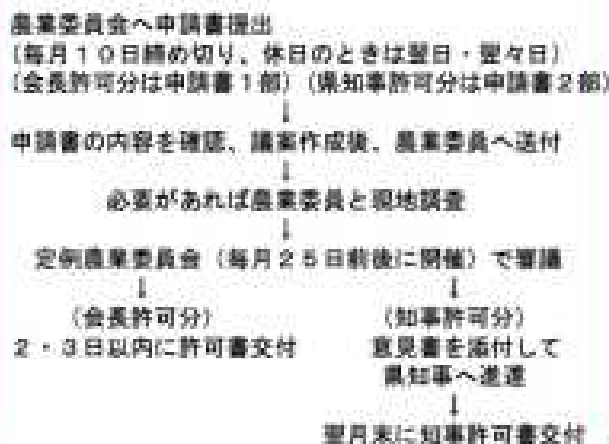 農業委員会へ申請書提出
(毎月10日締め切り、休日のときは翌日・翌々日)
(会長許可分は申請書1部)(県知事許可分は申請書2部)
↓
申請書の内容を確認、議案作成後、農業委員へ送付
↓
必要があれば農業委員と現地調査
↓
定例農業委員会(毎月25日前後に開催)で審議
↓ ↓
(会長許可分) (知事許可分)
2・3日以内に許可書交付 意見書を添付して
県知事へ進達
↓
翌月末に知事許可書交付